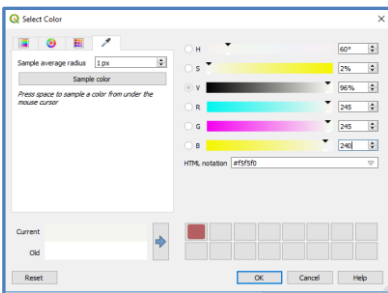 Select Color
Sample average radius 1 px
Sample color
Press space to sample a color from under the
mouse cursor
H 60°
S 2%
V 96%
R 245
G 245
B 240
HTML notation #f5f5f0
Current
Old
Reset OK Cancel Help